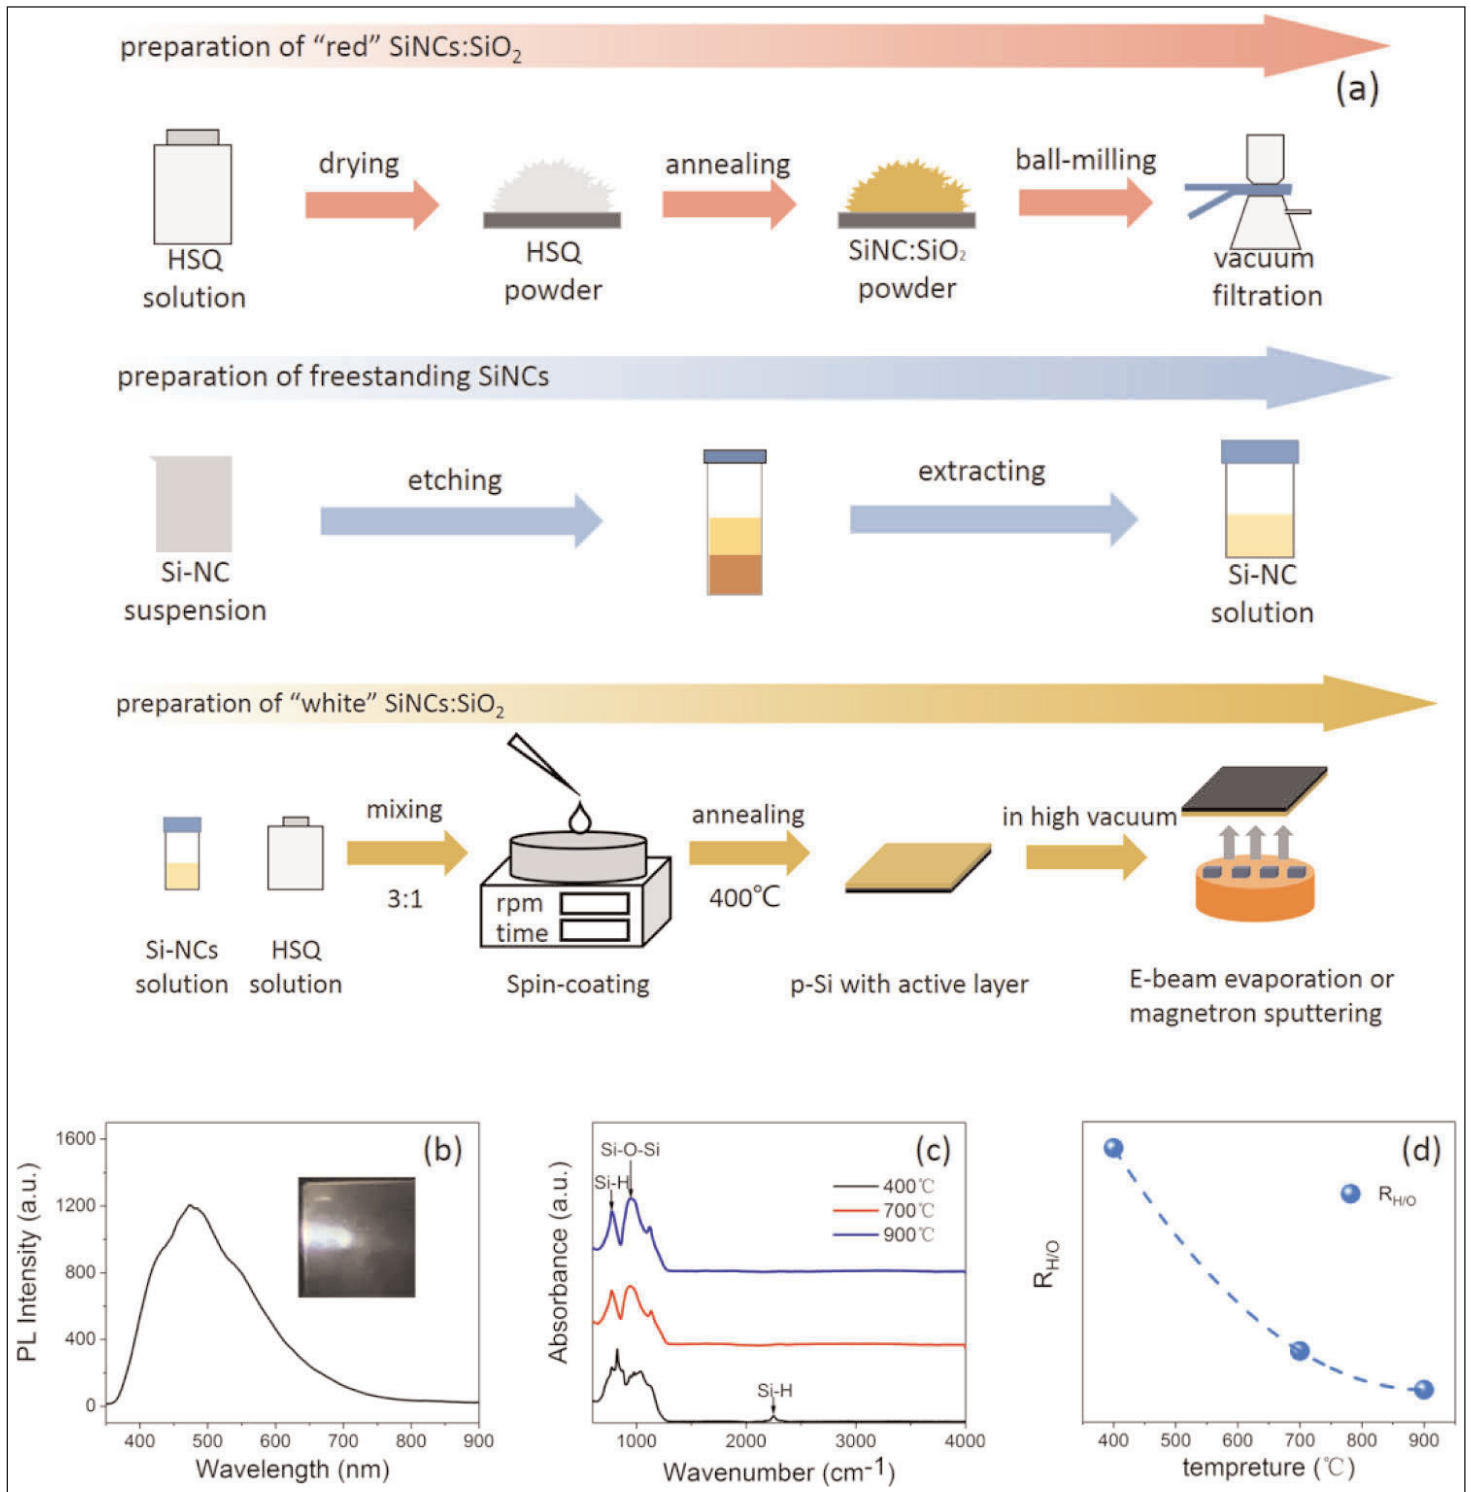 preparation of “red” SiNCs:SiO₂
(a)
drying
annealing
ball-milling
HSQ
solution
HSQ
powder
SiNC:SiO₂
powder
vacuum
filtration
preparation of freestanding SiNCs
etching
extracting
Si-NC
suspension
Si-NC
solution
preparation of “white” SiNCs:SiO₂
mixing
3:1
rpm
time
annealing
400℃
in high vacuum
Si-NCs
solution
HSQ
solution
Spin-coating
p-Si with active layer
E-beam evaporation or
magnetron sputtering
(b)
PL Intensity (a.u.)
1600
1200
800
400
0
400 500 600 700 800 900
Wavelength (nm)
(c)
Absorbance (a.u.)
Si-O-Si
Si-H
400℃
700℃
900℃
Si-H
1000 2000 3000 4000
Wavenumber (cm⁻¹)
(d)
R_H/O
R_H/O
400 500 600 700 800 900
tempreture (℃)